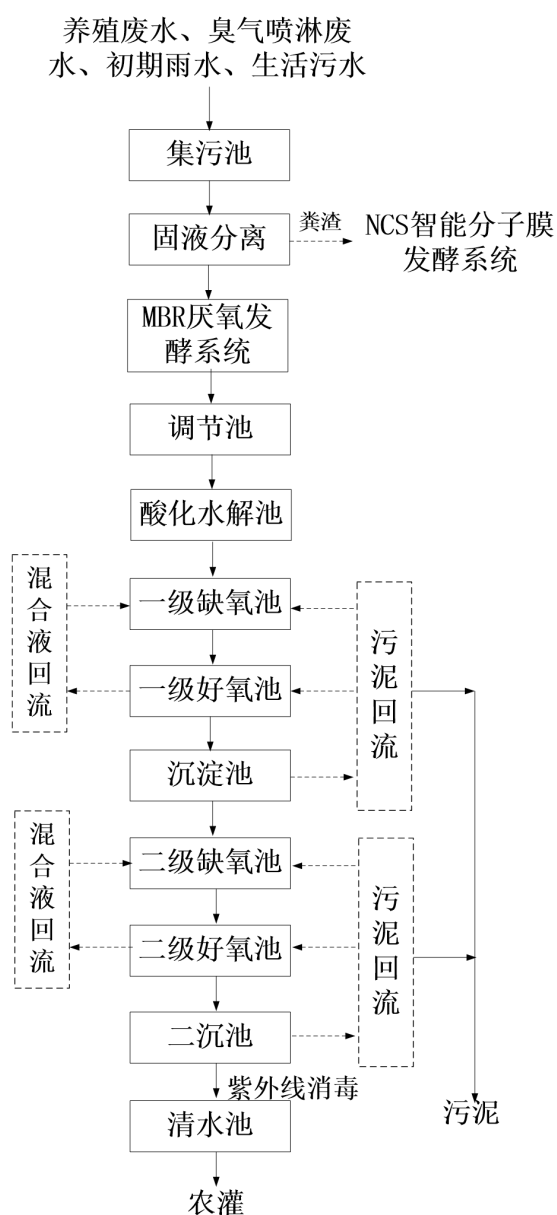 养殖废水、臭气喷淋废
水、初期雨水、生活污水
集污池
固液分离
粪渣
NCS智能分子膜
发酵系统
MBR厌氧发
酵系统
调节池
酸化水解池
混合液回流
一级缺氧池
一级好氧池
污泥回流
沉淀池
混合液回流
二级缺氧池
二级好氧池
污泥回流
二沉池
紫外线消毒
清水池
污泥
农灌